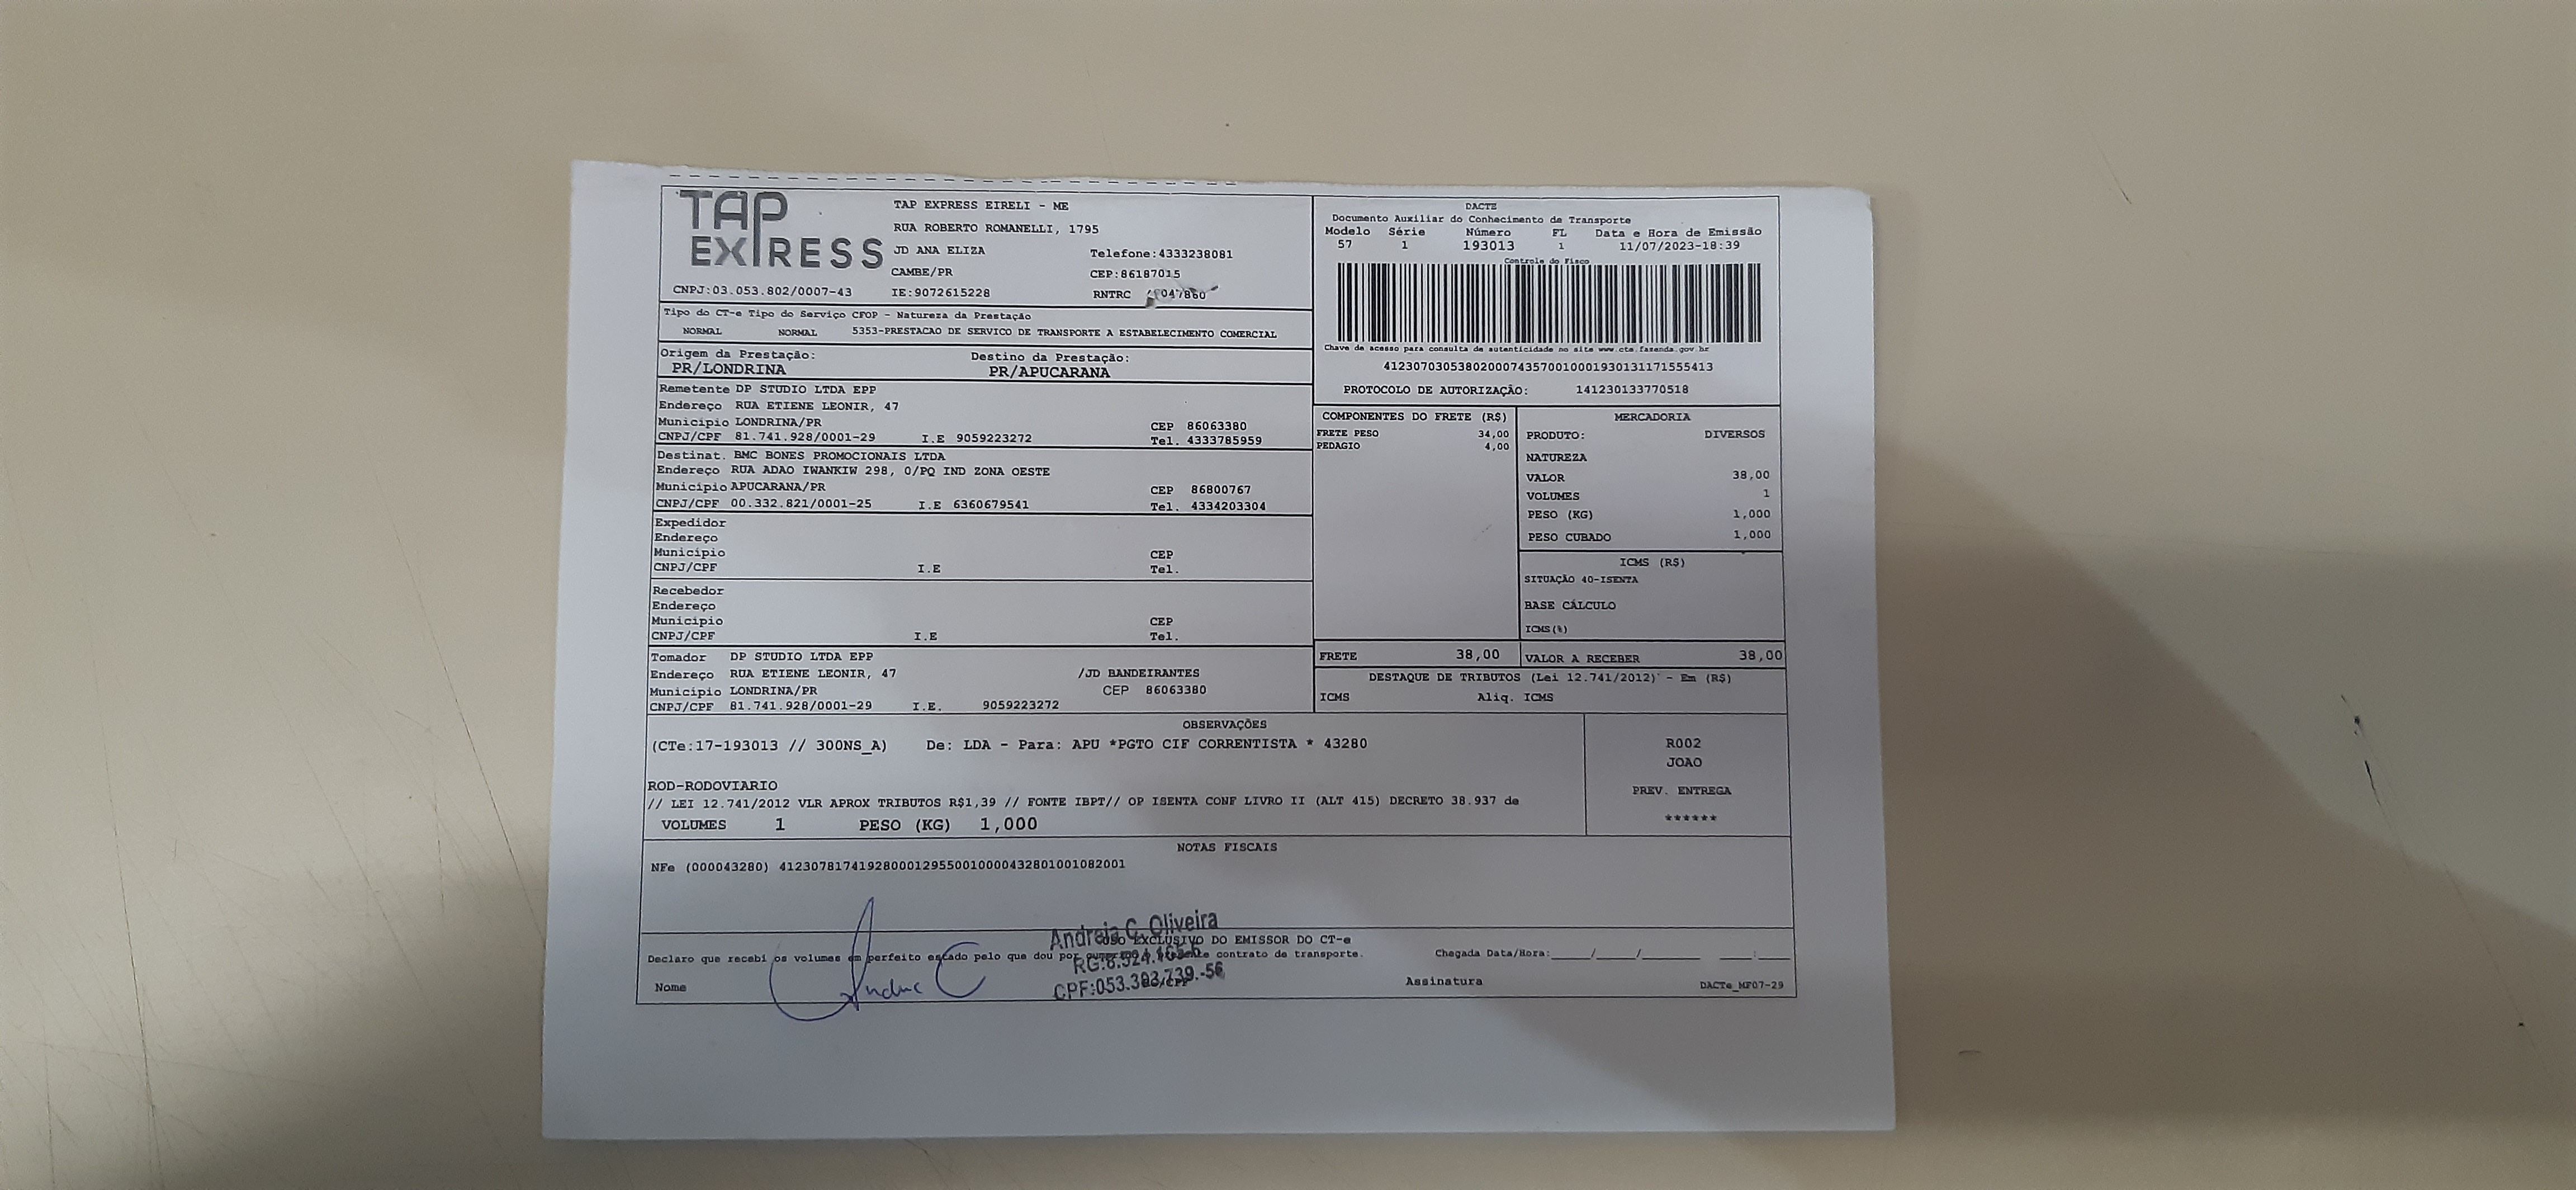 TAP
EXPRESS
TAP EXPRESS EIRELI - ME
RUA ROBERTO ROMANELLI, 1795
JD ANA ELIZA Telefone:4333238081
CAMBE/PR CEP:86187015
CNPJ:03.053.802/0007-43 IE:9072615228 RNTRC
DACTE
Documento Auxiliar do Conhecimento de Transporte
Modelo Série Número FL Data e Hora de Emissão
57 1 193013 1 11/07/2023-18:39
Controle do Fisco
Chave de acesso para consulta de autenticidade no site www.cte.fazenda.gov.br
41230703053802000743570010001930131171555413
PROTOCOLO DE AUTORIZAÇÃO: 141230133770518
Tipo do CT-e Tipo do Serviço CFOP - Natureza da Prestação
NORMAL NORMAL 5353-PRESTACAO DE SERVICO DE TRANSPORTE A ESTABELECIMENTO COMERCIAL
Origem da Prestação: Destino da Prestação:
PR/LONDRINA PR/APUCARANA
Remetente DP STUDIO LTDA EPP
Endereço RUA ETIENE LEONIR, 47
Municipio LONDRINA/PR CEP 86063380
CNPJ/CPF 81.741.928/0001-29 I.E 9059223272 Tel. 4333785959
Destinat. BMC BONES PROMOCIONAIS LTDA
Endereço RUA ADAO IWANKIW 298, 0/PQ IND ZONA OESTE
Municipio APUCARANA/PR CEP 86800767
CNPJ/CPF 00.332.821/0001-25 I.E 6360679541 Tel. 4334203304
Expedidor
Endereço
Municipio CEP
CNPJ/CPF I.E Tel.
Recebedor
Endereço
Municipio CEP
CNPJ/CPF I.E Tel.
Tomador DP STUDIO LTDA EPP
Endereço RUA ETIENE LEONIR, 47 /JD BANDEIRANTES
Municipio LONDRINA/PR CEP 86063380
CNPJ/CPF 81.741.928/0001-29 I.E. 9059223272
COMPONENTES DO FRETE (R$)
FRETE PESO 34,00
PEDAGIO 4,00
MERCADORIA
PRODUTO: DIVERSOS
NATUREZA
VALOR 38,00
VOLUMES 1
PESO (KG) 1,000
PESO CUBADO 1,000
ICMS (R$)
SITUAÇÃO 40-ISENTA
BASE CÁLCULO
ICMS(%)
FRETE 38,00 VALOR A RECEBER 38,00
DESTAQUE DE TRIBUTOS (Lei 12.741/2012) - Em (R$)
ICMS Aliq. ICMS
OBSERVAÇÕES
(CTe:17-193013 // 300NS_A) De: LDA - Para: APU *PGTO CIF CORRENTISTA * 43280
ROD-RODOVIARIO
// LEI 12.741/2012 VLR APROX TRIBUTOS R$1,39 // FONTE IBPT// OP ISENTA CONF LIVRO II (ALT 415) DECRETO 38.937 de
VOLUMES 1 PESO (KG) 1,000
R002
JOAO
PREV. ENTREGA
******
NOTAS FISCAIS
NFe (000043280) 41230781741928000129550010000432801001082001
Andreia C. Oliveira
USO EXCLUSIVO DO EMISSOR DO CT-e
Declaro que recebi os volumes em perfeito estado pelo que dou por contrato de transporte. Chegada Data/Hora:_____/_____/_______ ____:____
CPF:053.393.739.-56
Nome Assinatura DACTe_MF07-29